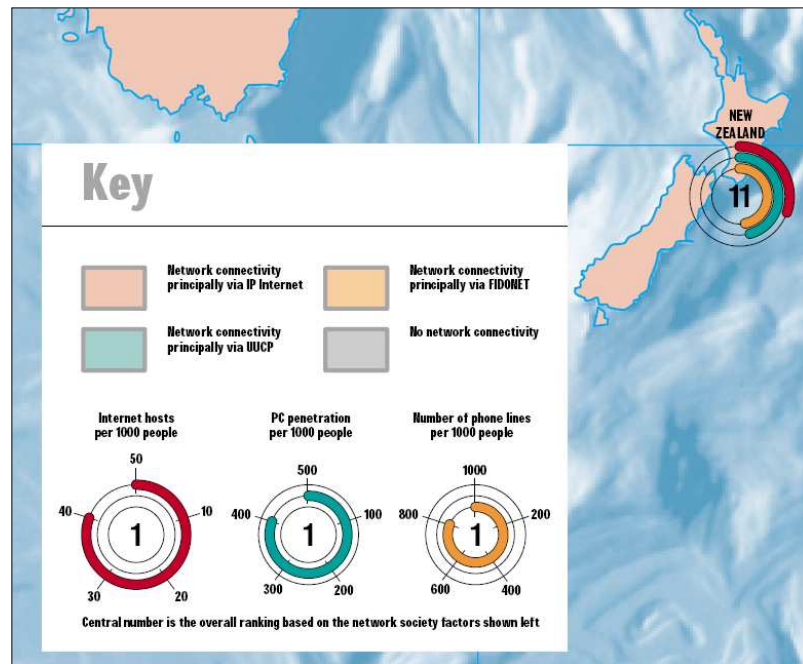 NEW
ZEALAND
11
Key
Network connectivity
principally via IP Internet
Network connectivity
principally via FIDONET
Network connectivity
principally via UUCP
No network connectivity
Internet hosts
per 1000 people
50
10
20
30
40
1
PC penetration
per 1000 people
500
100
200
300
400
1
Number of phone lines
per 1000 people
1000
200
400
600
800
1
Central number is the overall ranking based on the network society factors shown left